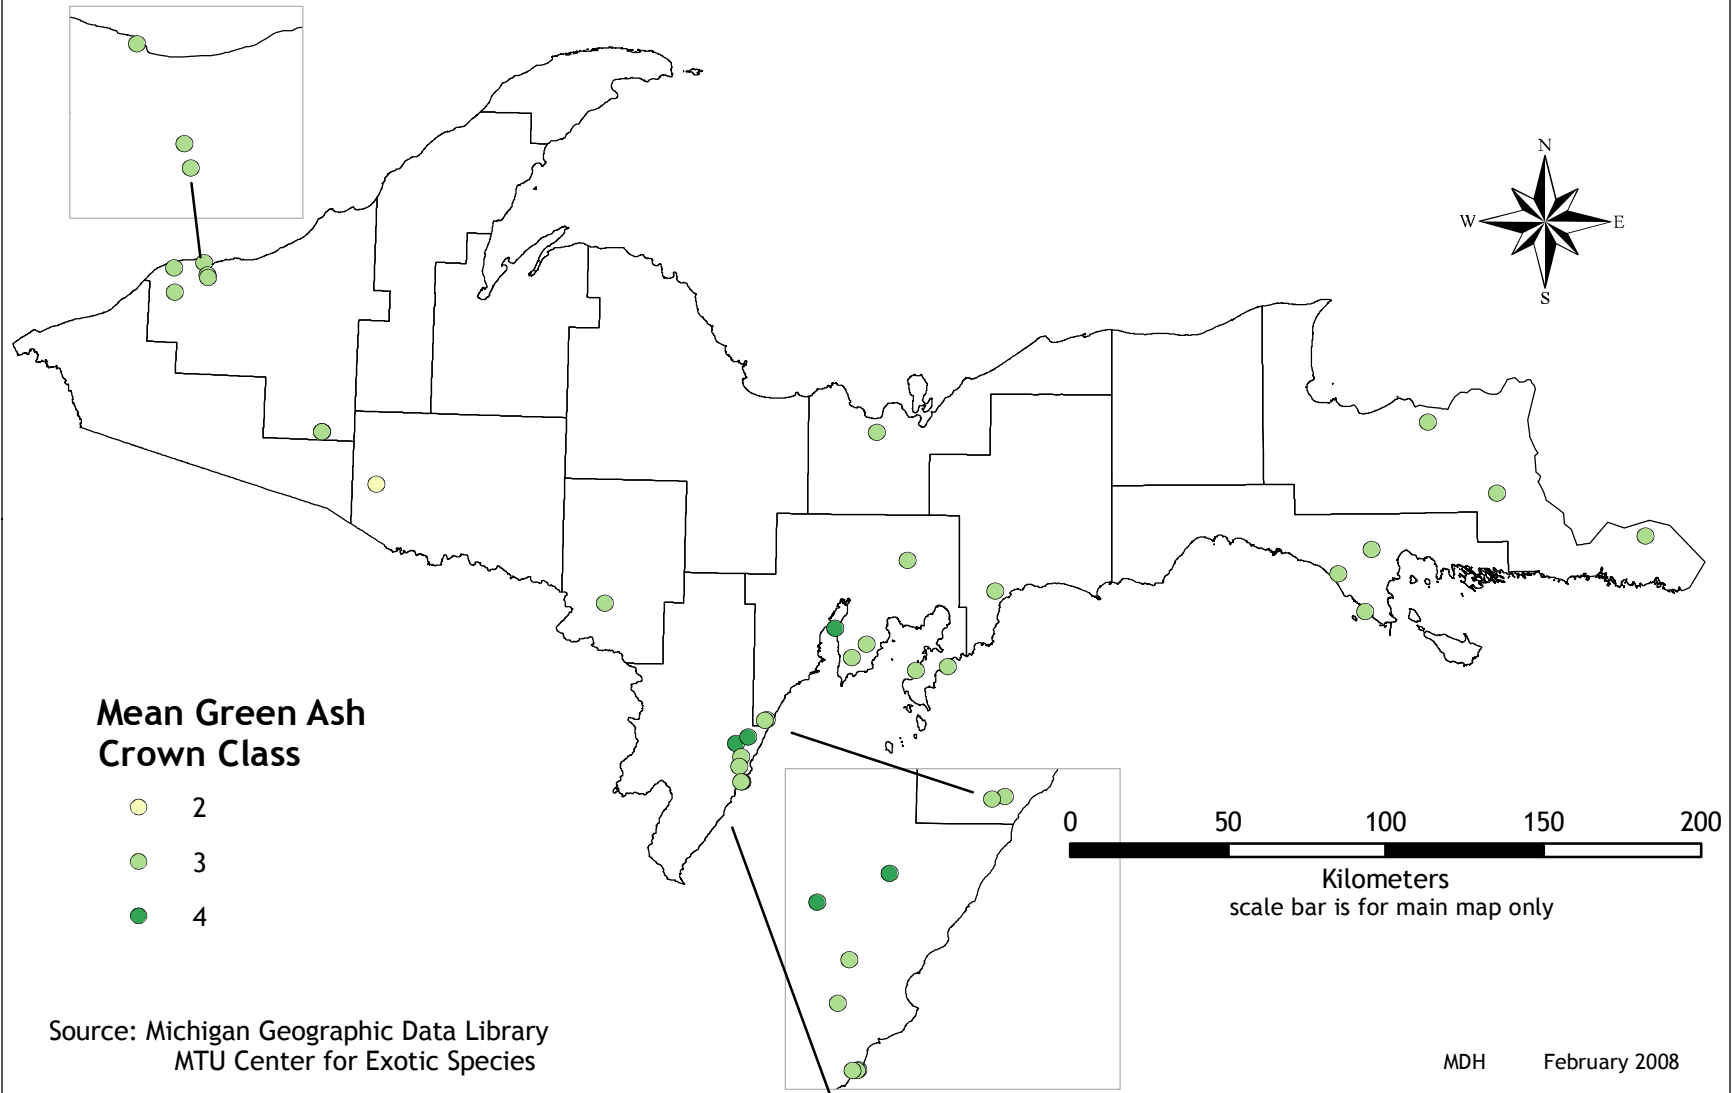 N
W
E
S
Mean Green Ash
Crown Class
2
3
4
0 50 100 150 200
Kilometers
scale bar is for main map only
Source: Michigan Geographic Data Library
MTU Center for Exotic Species
MDH February 2008